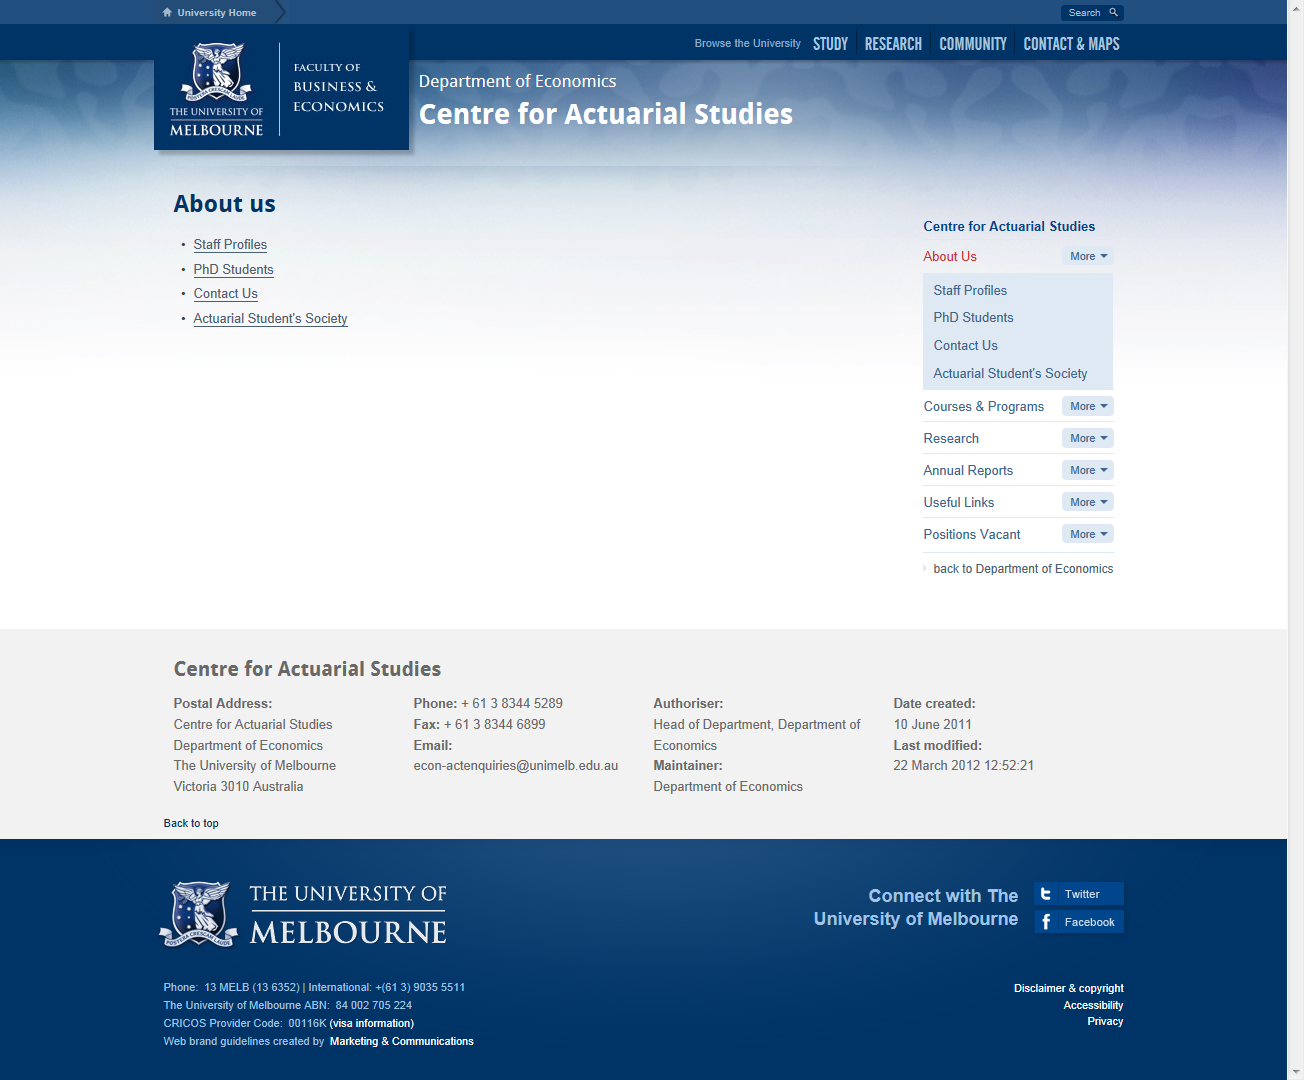 University Home
Search
Browse the University STUDY RESEARCH COMMUNITY CONTACT & MAPS
THE UNIVERSITY OF
MELBOURNE
FACULTY OF
BUSINESS &
ECONOMICS
Department of Economics
Centre for Actuarial Studies
About us
• Staff Profiles
• PhD Students
• Contact Us
• Actuarial Student's Society
Centre for Actuarial Studies
About Us More
Staff Profiles
PhD Students
Contact Us
Actuarial Student's Society
Courses & Programs More
Research More
Annual Reports More
Useful Links More
Positions Vacant More
back to Department of Economics
Centre for Actuarial Studies
Postal Address:
Centre for Actuarial Studies
Department of Economics
The University of Melbourne
Victoria 3010 Australia
Phone: + 61 3 8344 5289
Fax: + 61 3 8344 6899
Email:
econ-actenquiries@unimelb.edu.au
Authoriser:
Head of Department, Department of
Economics
Maintainer:
Department of Economics
Date created:
10 June 2011
Last modified:
22 March 2012 12:52:21
Back to top
POSTERA CRESCAM LAUDE
THE UNIVERSITY OF
MELBOURNE
Connect with The
University of Melbourne
Twitter
Facebook
Phone: 13 MELB (13 6352) | International: +(61 3) 9035 5511
The University of Melbourne ABN: 84 002 705 224
CRICOS Provider Code: 00116K (visa information)
Web brand guidelines created by Marketing & Communications
Disclaimer & copyright
Accessibility
Privacy